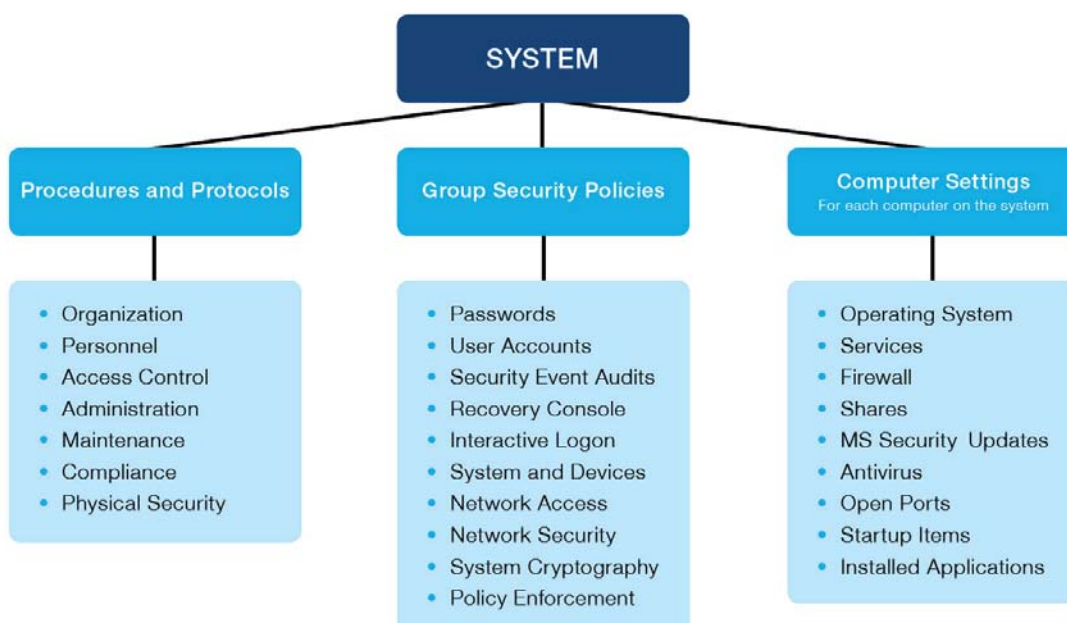 SYSTEM
Procedures and Protocols
Organization
Personnel
Access Control
Administration
Maintenance
Compliance
Physical Security
Group Security Policies
Passwords
User Accounts
Security Event Audits
Recovery Console
Interactive Logon
System and Devices
Network Access
Network Security
System Cryptography
Policy Enforcement
Computer Settings
For each computer on the system
Operating System
Services
Firewall
Shares
MS Security Updates
Antivirus
Open Ports
Startup Items
Installed Applications